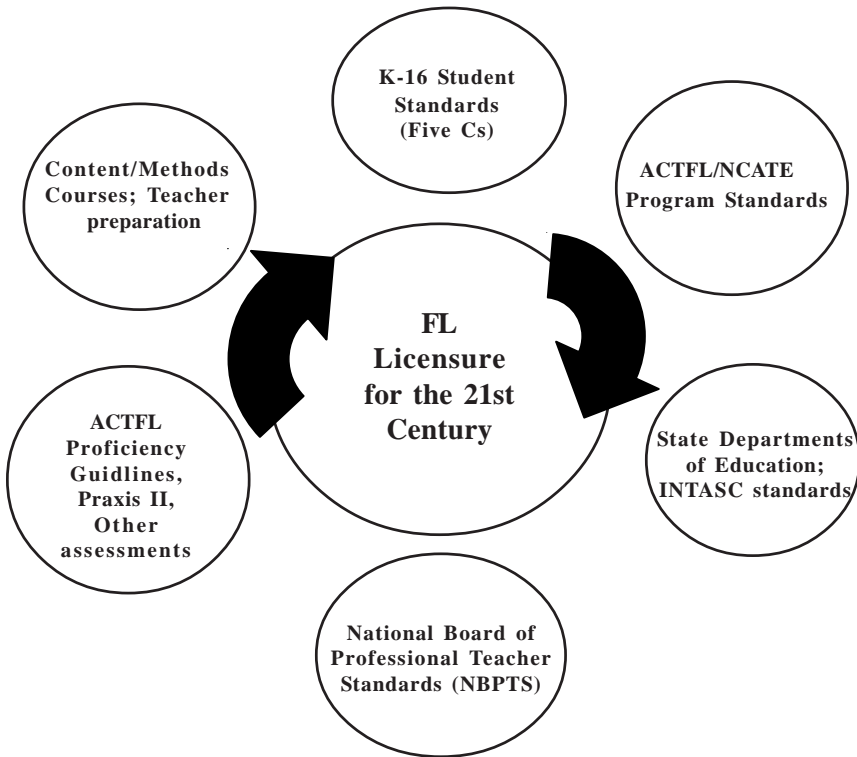 K-16 Student
Standards
(Five Cs)
ACTFL/NCATE
Program Standards
State Departments
of Education;
INTASC standards
National Board of
Professional Teacher
Standards (NBPTS)
ACTFL
Proficiency
Guidlines,
Praxis II,
Other
assessments
Content/Methods
Courses; Teacher
preparation
FL
Licensure
for the 21st
Century